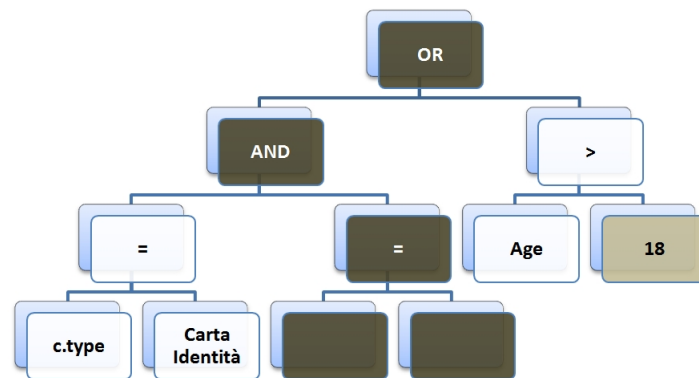 OR
AND
>
=
=
Age
18
c.type
Carta
Identità